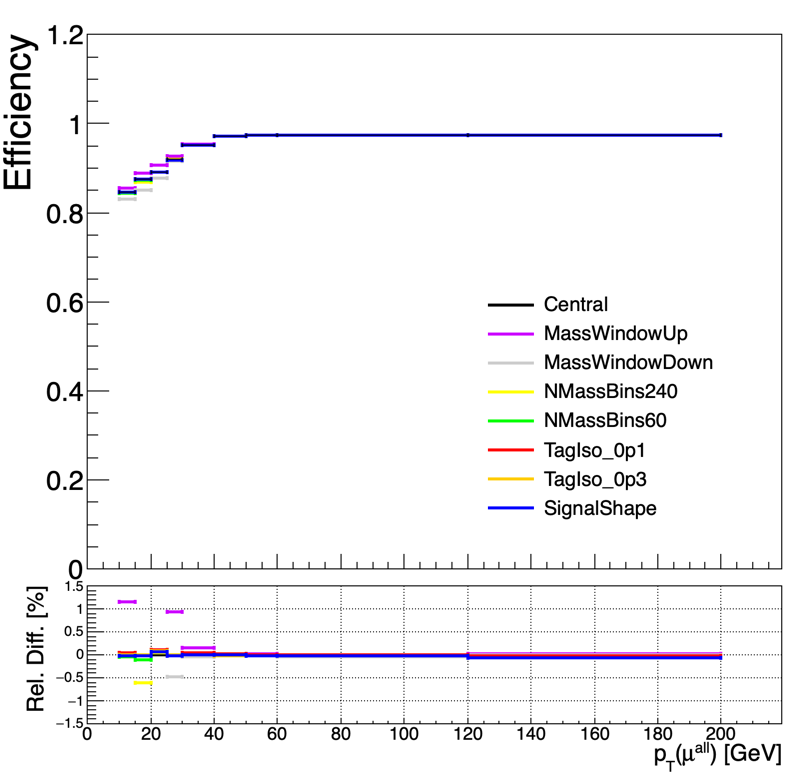 Efficiency
1.2
1
0.8
0.6
0.4
0.2
0
Central
MassWindowUp
MassWindowDown
NMassBins240
NMassBins60
TagIso_0p1
TagIso_0p3
SignalShape
Rel. Diff. [%]
1.5
1
0.5
0
−0.5
−1
−1.5
0 20 40 60 80 100 120 140 160 180 200
p_T(μ^all) [GeV]